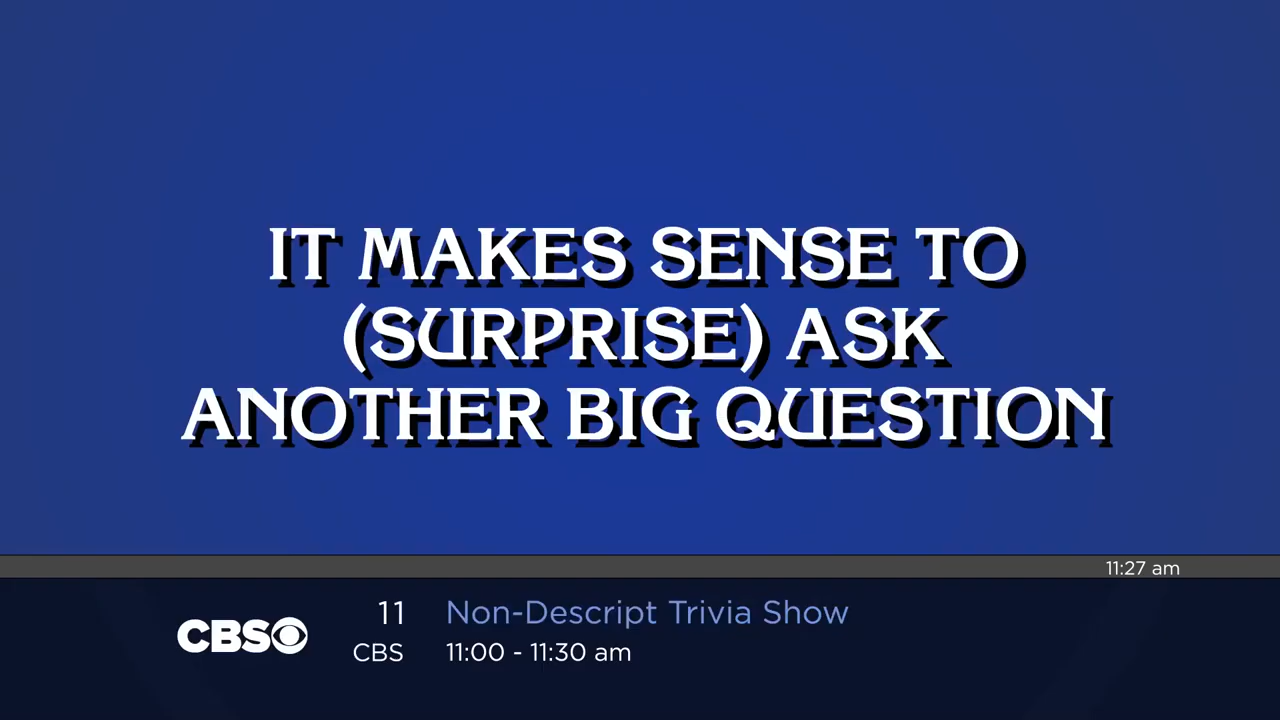 IT MAKES SENSE TO
(SURPRISE) ASK
ANOTHER BIG QUESTION
11:27 am
CBS
11 Non-Descript Trivia Show
CBS 11:00 - 11:30 am